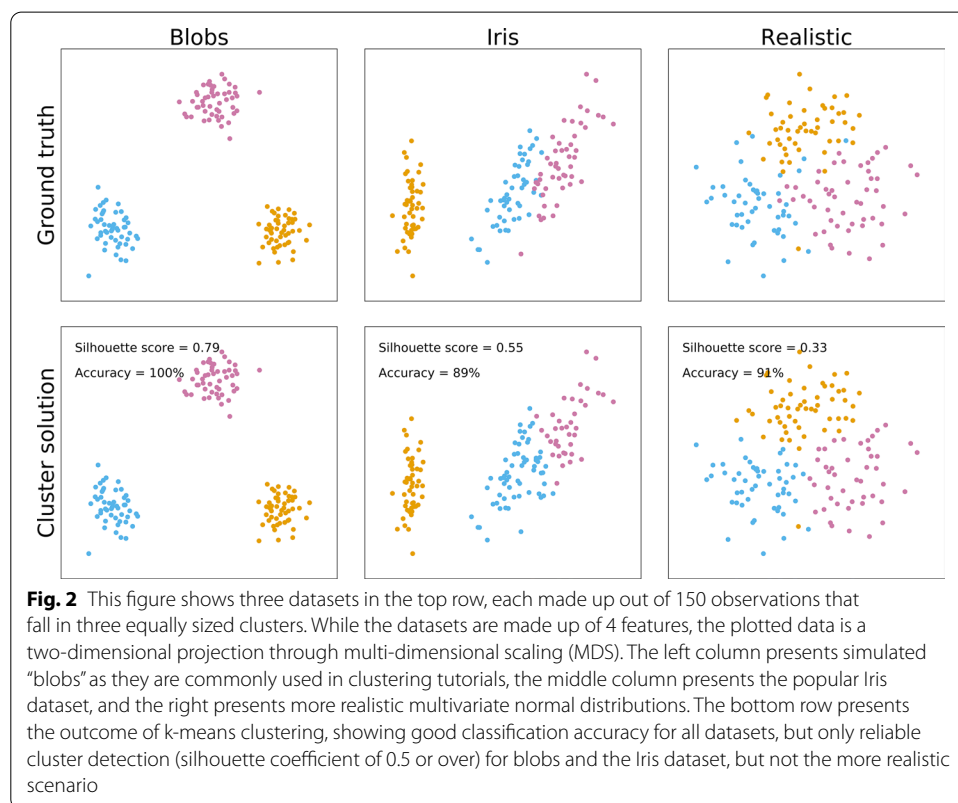 Blobs Iris Realistic
Ground truth
Cluster solution
Silhouette score = 0.79 Silhouette score = 0.55 Silhouette score = 0.33
Accuracy = 100% Accuracy = 89% Accuracy = 91%
Fig. 2 This figure shows three datasets in the top row, each made up out of 150 observations that
fall in three equally sized clusters. While the datasets are made up of 4 features, the plotted data is a
two-dimensional projection through multi-dimensional scaling (MDS). The left column presents simulated
"blobs" as they are commonly used in clustering tutorials, the middle column presents the popular Iris
dataset, and the right presents more realistic multivariate normal distributions. The bottom row presents
the outcome of k-means clustering, showing good classification accuracy for all datasets, but only reliable
cluster detection (silhouette coefficient of 0.5 or over) for blobs and the Iris dataset, but not the more realistic
scenario